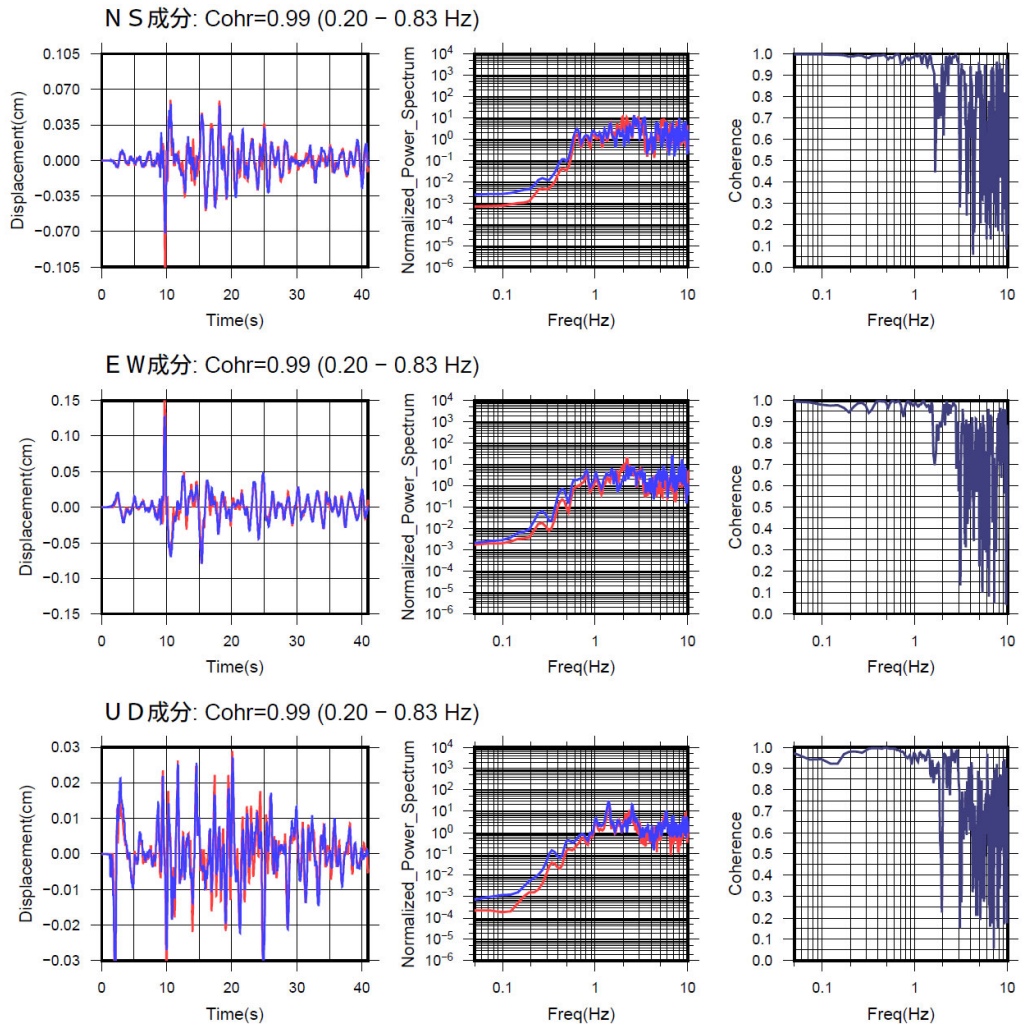 ＮＳ成分: Cohr=0.99 (0.20 − 0.83 Hz)
Displacement(cm)
0.105
0.070
0.035
0.000
−0.035
−0.070
−0.105
0 10 20 30 40
Time(s)
Normalized_Power_Spectrum
10⁴
10³
10²
10¹
10⁰
10⁻¹
10⁻²
10⁻³
10⁻⁴
10⁻⁵
10⁻⁶
0.1 1 10
Freq(Hz)
Coherence
1.0
0.9
0.8
0.7
0.6
0.5
0.4
0.3
0.2
0.1
0.0
0.1 1 10
Freq(Hz)
ＥＷ成分: Cohr=0.99 (0.20 − 0.83 Hz)
Displacement(cm)
0.15
0.10
0.05
0.00
−0.05
−0.10
−0.15
0 10 20 30 40
Time(s)
Normalized_Power_Spectrum
10⁴
10³
10²
10¹
10⁰
10⁻¹
10⁻²
10⁻³
10⁻⁴
10⁻⁵
10⁻⁶
0.1 1 10
Freq(Hz)
Coherence
1.0
0.9
0.8
0.7
0.6
0.5
0.4
0.3
0.2
0.1
0.0
0.1 1 10
Freq(Hz)
ＵＤ成分: Cohr=0.99 (0.20 − 0.83 Hz)
Displacement(cm)
0.03
0.02
0.01
0.00
−0.01
−0.02
−0.03
0 10 20 30 40
Time(s)
Normalized_Power_Spectrum
10⁴
10³
10²
10¹
10⁰
10⁻¹
10⁻²
10⁻³
10⁻⁴
10⁻⁵
10⁻⁶
0.1 1 10
Freq(Hz)
Coherence
1.0
0.9
0.8
0.7
0.6
0.5
0.4
0.3
0.2
0.1
0.0
0.1 1 10
Freq(Hz)